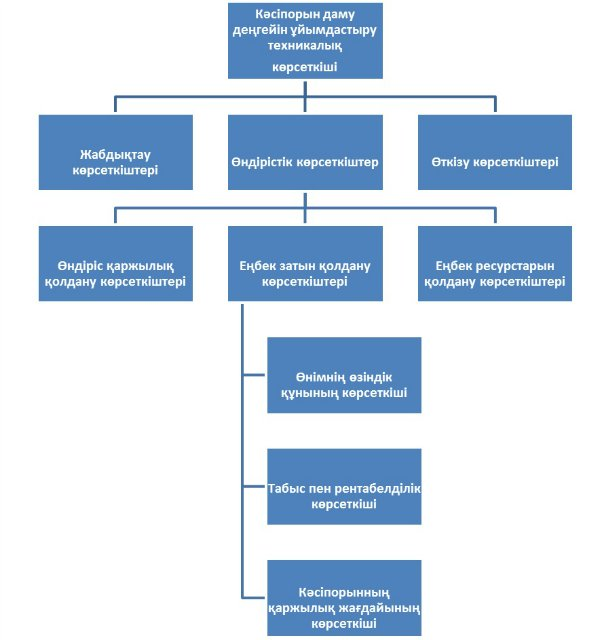 Кәсіпорын даму
деңгейін ұйымдастыру
техникалық
көрсеткіші
Жабдықтау
көрсеткіштері
Өндірістік көрсеткіштер
Өткізу көрсеткіштері
Өндіріс қаржылық
қолдану көрсеткіштері
Еңбек затын қолдану
көрсеткіштері
Еңбек ресурстарын
қолдану көрсеткіштері
Өнімнің өзіндік
құнының көрсеткіші
Табыс пен рентабелділік
көрсеткіші
Кәсіпорынның
қаржылық жағдайының
көрсеткіші